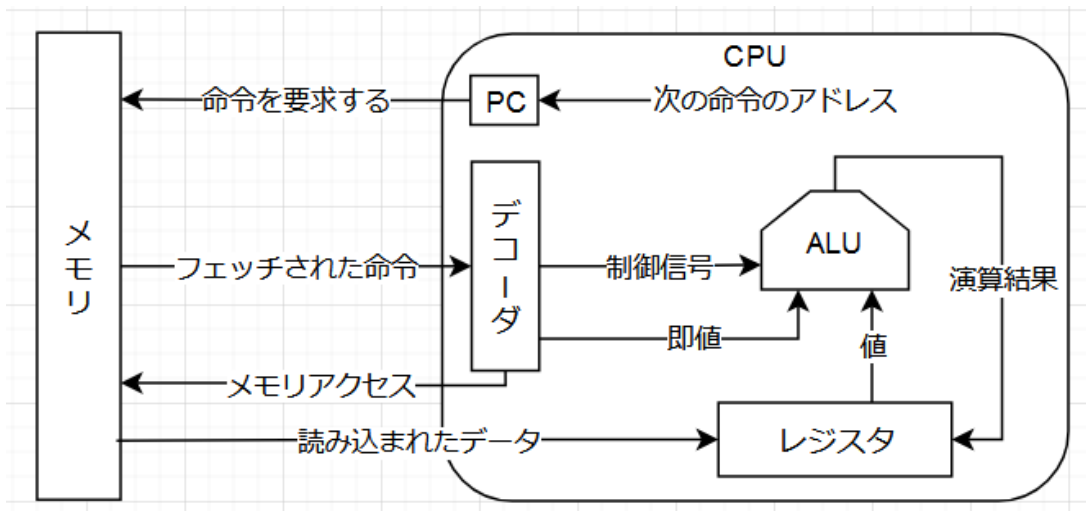 CPU
命令を要求する
PC
次の命令のアドレス
メモリ
デコーダ
ALU
フェッチされた命令
制御信号
演算結果
即値
値
メモリアクセス
読み込まれたデータ
レジスタ